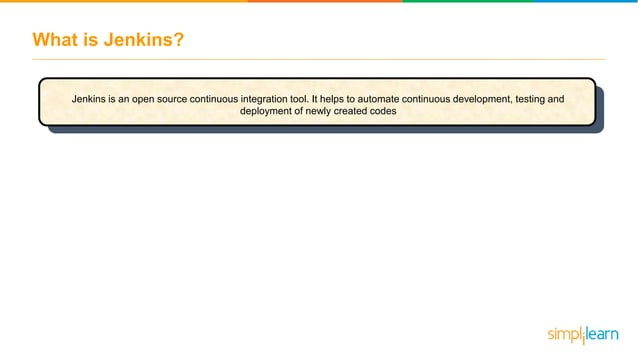 What is Jenkins?
Jenkins is an open source continuous integration tool. It helps to automate continuous development, testing and
deployment of newly created codes
simplilearn